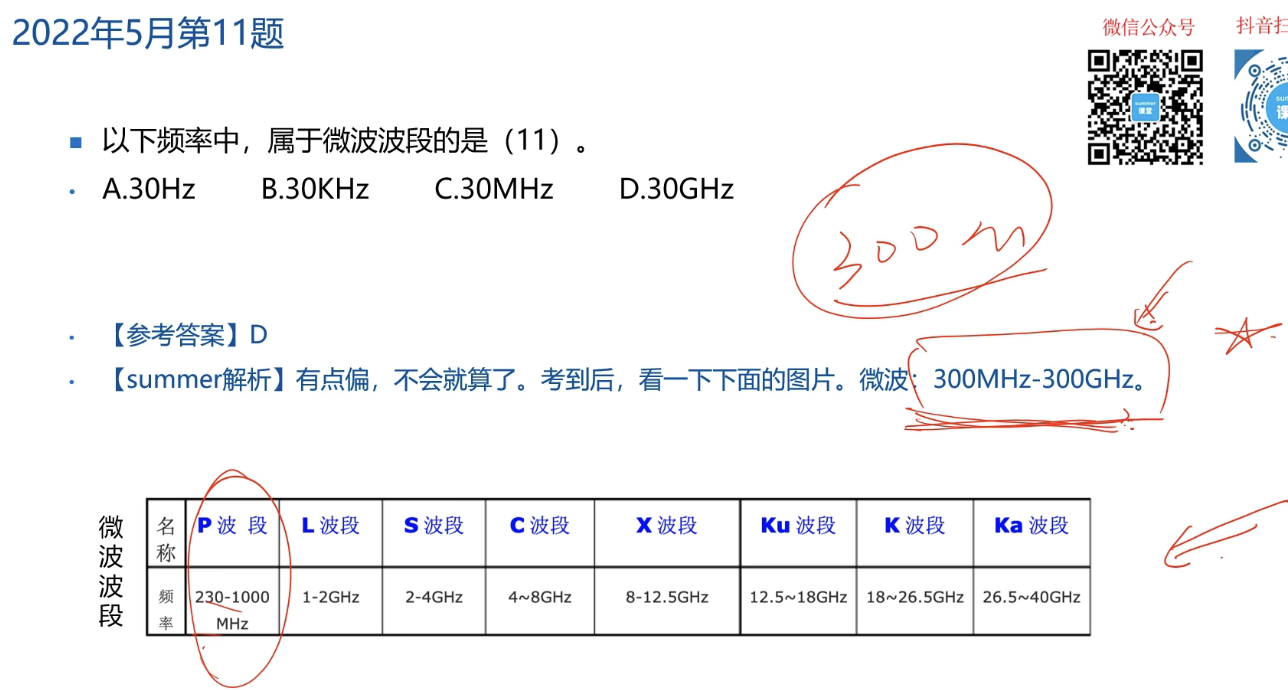 2022年5月第11题
微信公众号
抖音扫
summer
课堂
以下频率中，属于微波波段的是（11）。
A.30Hz B.30KHz C.30MHz D.30GHz
300 m
【参考答案】D
【summer解析】有点偏，不会就算了。考到后，看一下下面的图片。微波：300MHz-300GHz。
微波波段
名称 P 波 段 L 波段 S 波段 C 波段 X 波段 Ku 波段 K 波段 Ka 波段
频率 230-1000 MHz 1-2GHz 2-4GHz 4~8GHz 8-12.5GHz 12.5~18GHz 18~26.5GHz 26.5~40GHz